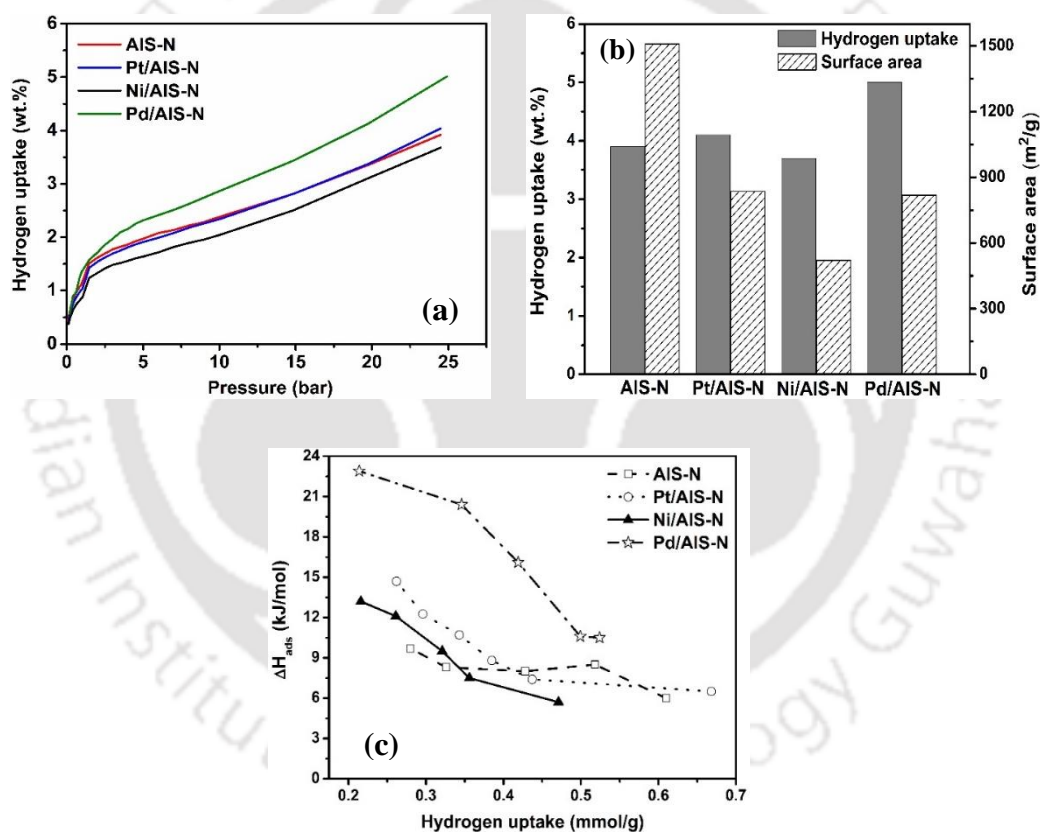 6
5
4
3
2
1
0
Hydrogen uptake (wt.%)
AlS-N
Pt/AlS-N
Ni/AlS-N
Pd/AlS-N
(a)
0 5 10 15 20 25
Pressure (bar)
(b)
Hydrogen uptake
Surface area
6
5
4
3
2
1
0
Hydrogen uptake (wt.%)
1500
1200
900
600
300
0
Surface area (m²/g)
AlS-N Pt/AlS-N Ni/AlS-N Pd/AlS-N
24
21
18
15
12
9
6
3
0
ΔHads (kJ/mol)
AlS-N
Pt/AlS-N
Ni/AlS-N
Pd/AlS-N
(c)
0.2 0.3 0.4 0.5 0.6 0.7
Hydrogen uptake (mmol/g)